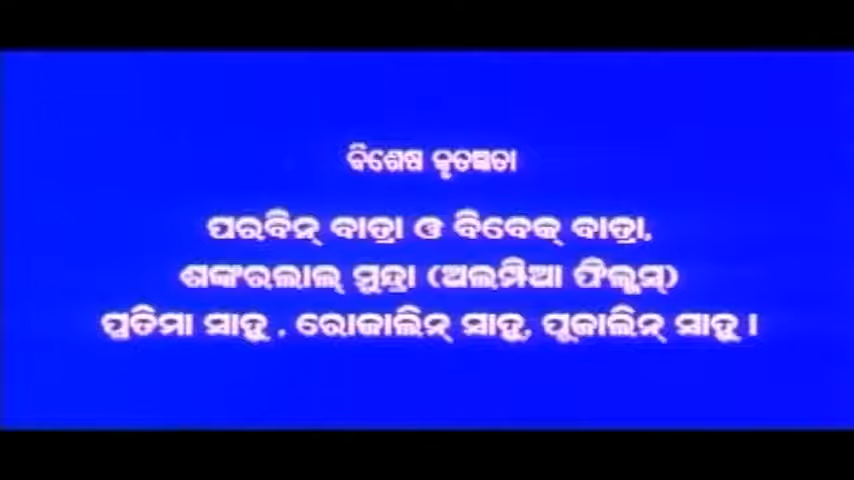 ବିଶେଷ କୃତଜ୍ଞତା
ପରବିନ୍ ବାତ୍ରା ଓ ବିବେକ୍ ବାତ୍ରା,
ଶଙ୍କରଲାଲ୍ ମୁନ୍ଦ୍ରା (ଅଲମ୍ପିଆ ଫିଲ୍ମସ୍)
ପ୍ରତିମା ସାହୁ , ରୋଜାଲିନ୍ ସାହୁ, ପୂଜାଲିନ୍ ସାହୁ ।